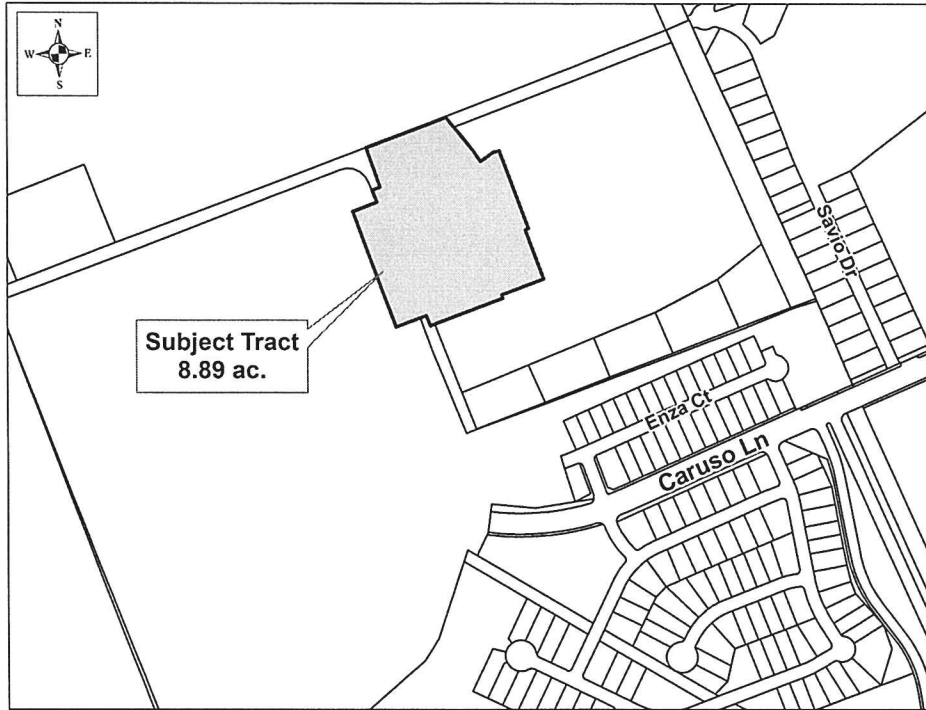 N
W E
S
Subject Tract
8.89 ac.
Savio Dr
Enza Ct
Caruso Ln